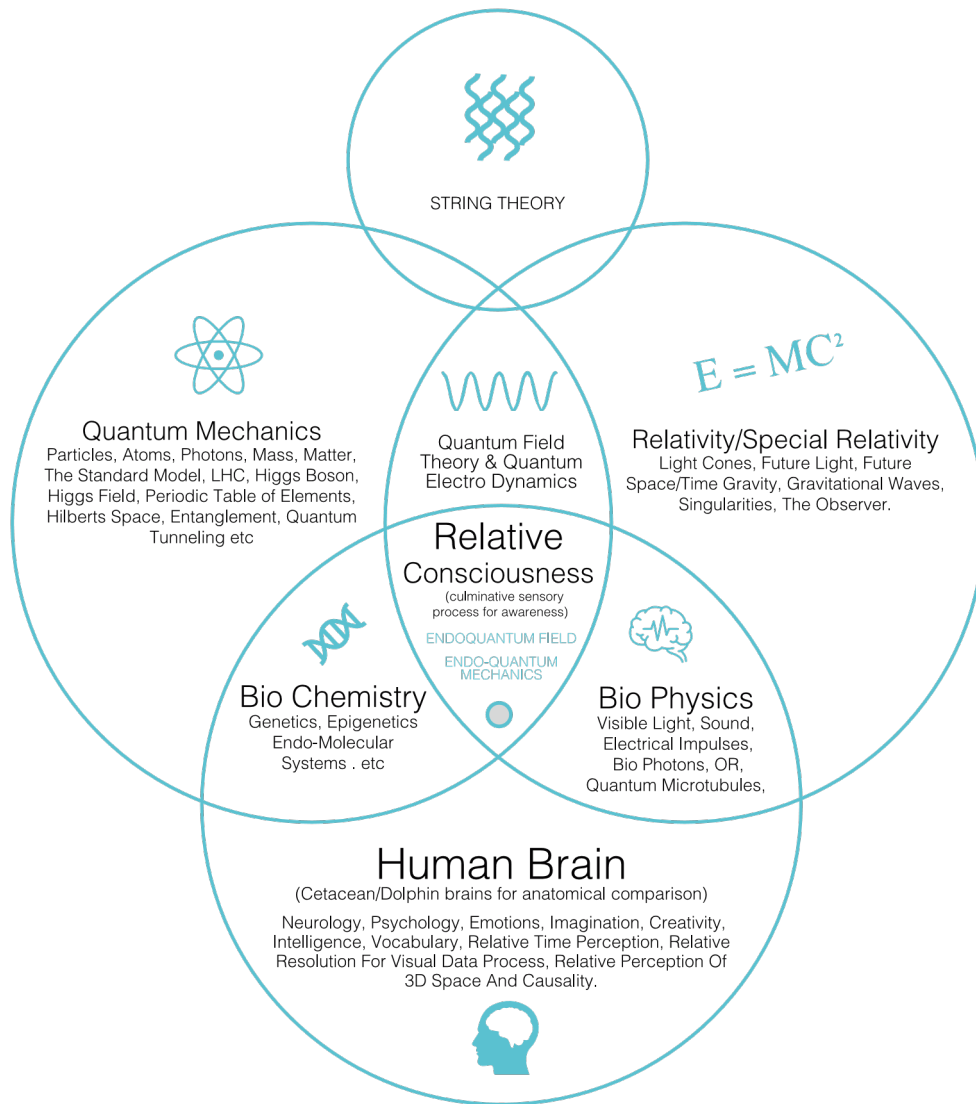 STRING THEORY
E = MC²
Quantum Mechanics
Particles, Atoms, Photons, Mass, Matter,
The Standard Model, LHC, Higgs Boson,
Higgs Field, Periodic Table of Elements,
Hilberts Space, Entanglement, Quantum
Tunneling etc
Quantum Field
Theory & Quantum
Electro Dynamics
Relativity/Special Relativity
Light Cones, Future Light, Future
Space/Time Gravity, Gravitational Waves,
Singularities, The Observer.
Relative
Consciousness
(culminative sensory
process for awareness)
ENDOQUANTUM FIELD
ENDO-QUANTUM
MECHANICS
Bio Chemistry
Genetics, Epigenetics
Endo-Molecular
Systems . etc
Bio Physics
Visible Light, Sound,
Electrical Impulses,
Bio Photons, OR,
Quantum Microtubules,
Human Brain
(Cetacean/Dolphin brains for anatomical comparison)
Neurology, Psychology, Emotions, Imagination, Creativity,
Intelligence, Vocabulary, Relative Time Perception, Relative
Resolution For Visual Data Process, Relative Perception Of
3D Space And Causality.